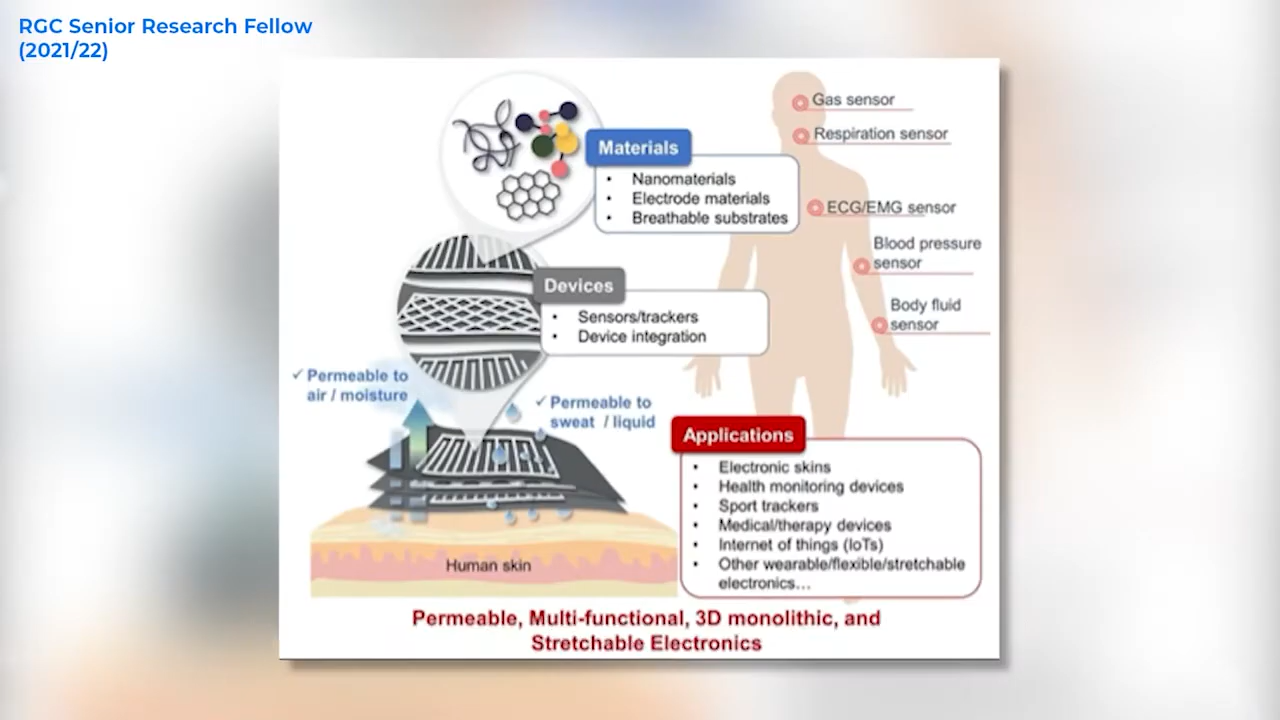 RGC Senior Research Fellow
(2021/22)
Materials
• Nanomaterials
• Electrode materials
• Breathable substrates
Devices
• Sensors/trackers
• Device integration
✓ Permeable to
air / moisture
✓ Permeable to
sweat / liquid
Human skin
Gas sensor
Respiration sensor
ECG/EMG sensor
Blood pressure
sensor
Body fluid
sensor
Applications
• Electronic skins
• Health monitoring devices
• Sport trackers
• Medical/therapy devices
• Internet of things (IoTs)
• Other wearable/flexible/stretchable
electronics...
Permeable, Multi-functional, 3D monolithic, and
Stretchable Electronics